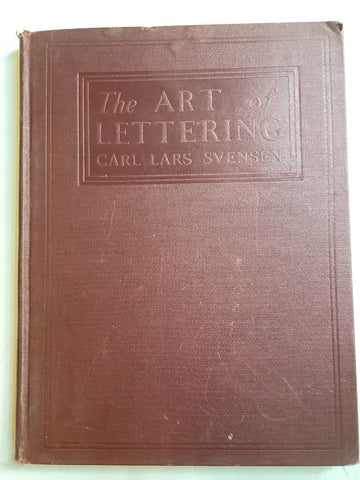 The ART of
LETTERING
CARL LARS SVENSEN